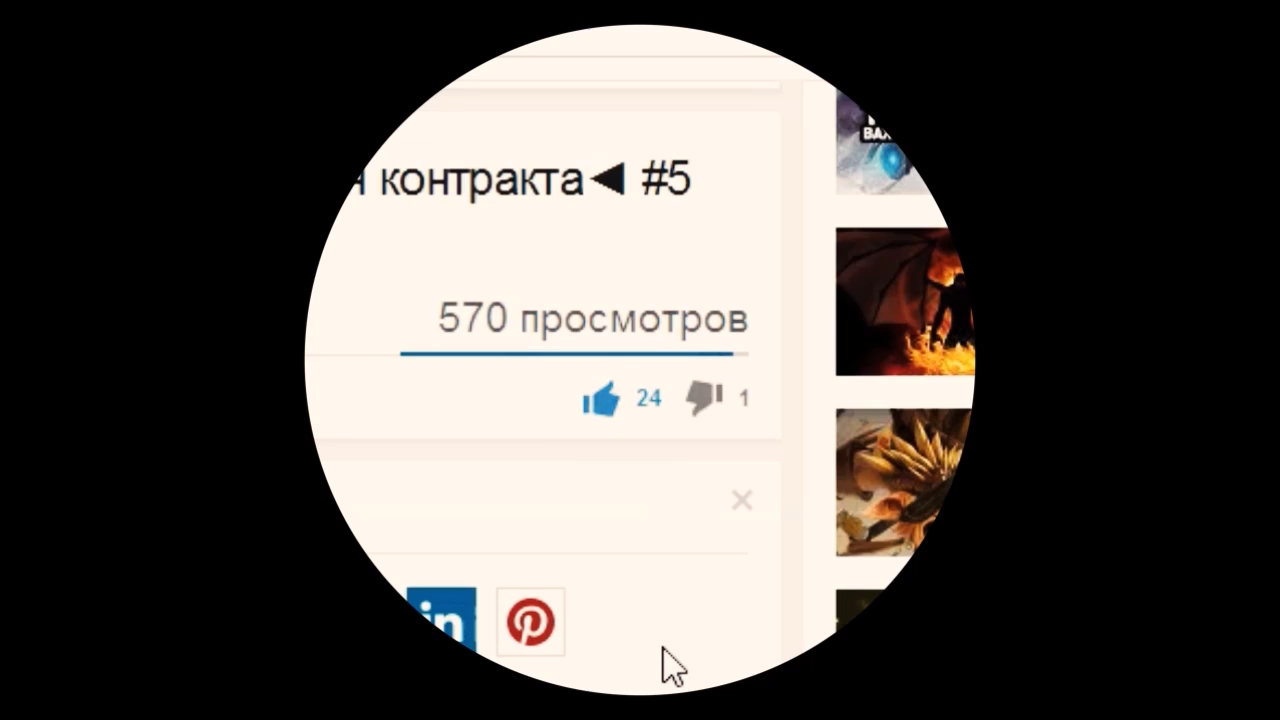 контракта◄ #5
570 просмотров
24 1
in